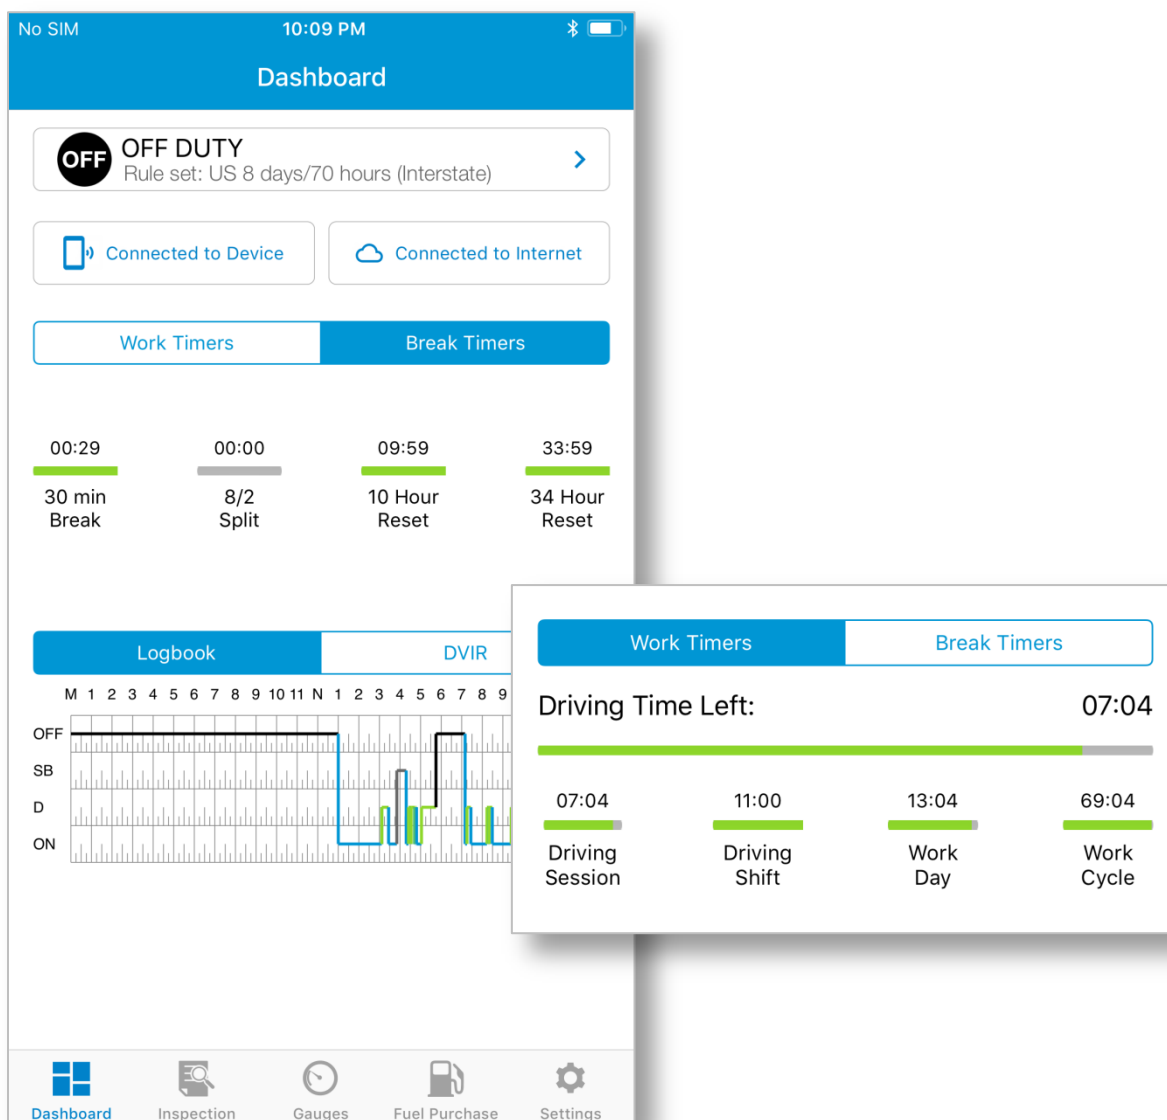 No SIM 10:09 PM
Dashboard
OFF OFF DUTY
Rule set: US 8 days/70 hours (Interstate)
Connected to Device Connected to Internet
Work Timers Break Timers
00:29 00:00 09:59 33:59
30 min 8/2 10 Hour 34 Hour
Break Split Reset Reset
Logbook DVIR
M 1 2 3 4 5 6 7 8 9 10 11 N 1 2 3 4 5 6 7 8 9
OFF
SB
D
ON
Work Timers Break Timers
Driving Time Left: 07:04
07:04 11:00 13:04 69:04
Driving Driving Work Work
Session Shift Day Cycle
Dashboard Inspection Gauges Fuel Purchase Settings